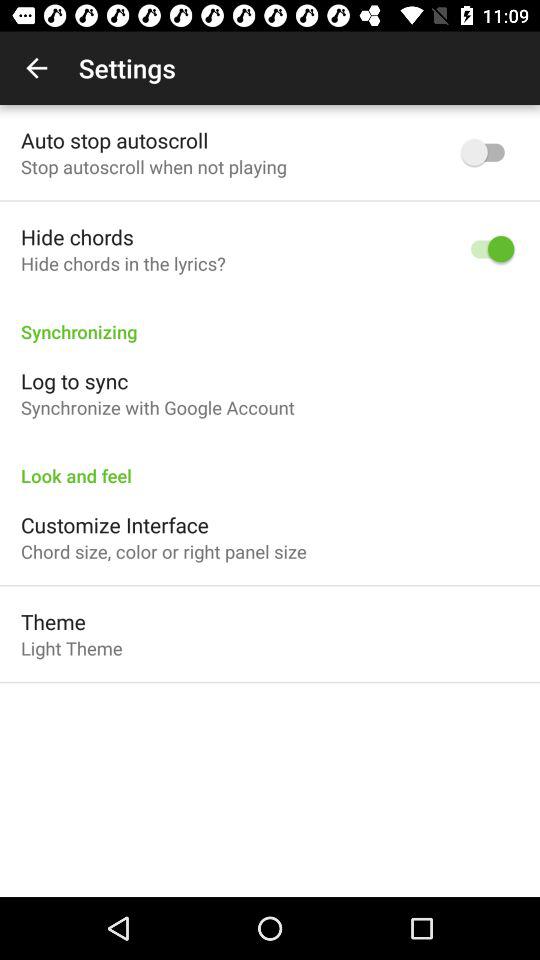 11:09
Settings
Auto stop autoscroll
Stop autoscroll when not playing
Hide chords
Hide chords in the lyrics?
Synchronizing
Log to sync
Synchronize with Google Account
Look and feel
Customize Interface
Chord size, color or right panel size
Theme
Light Theme